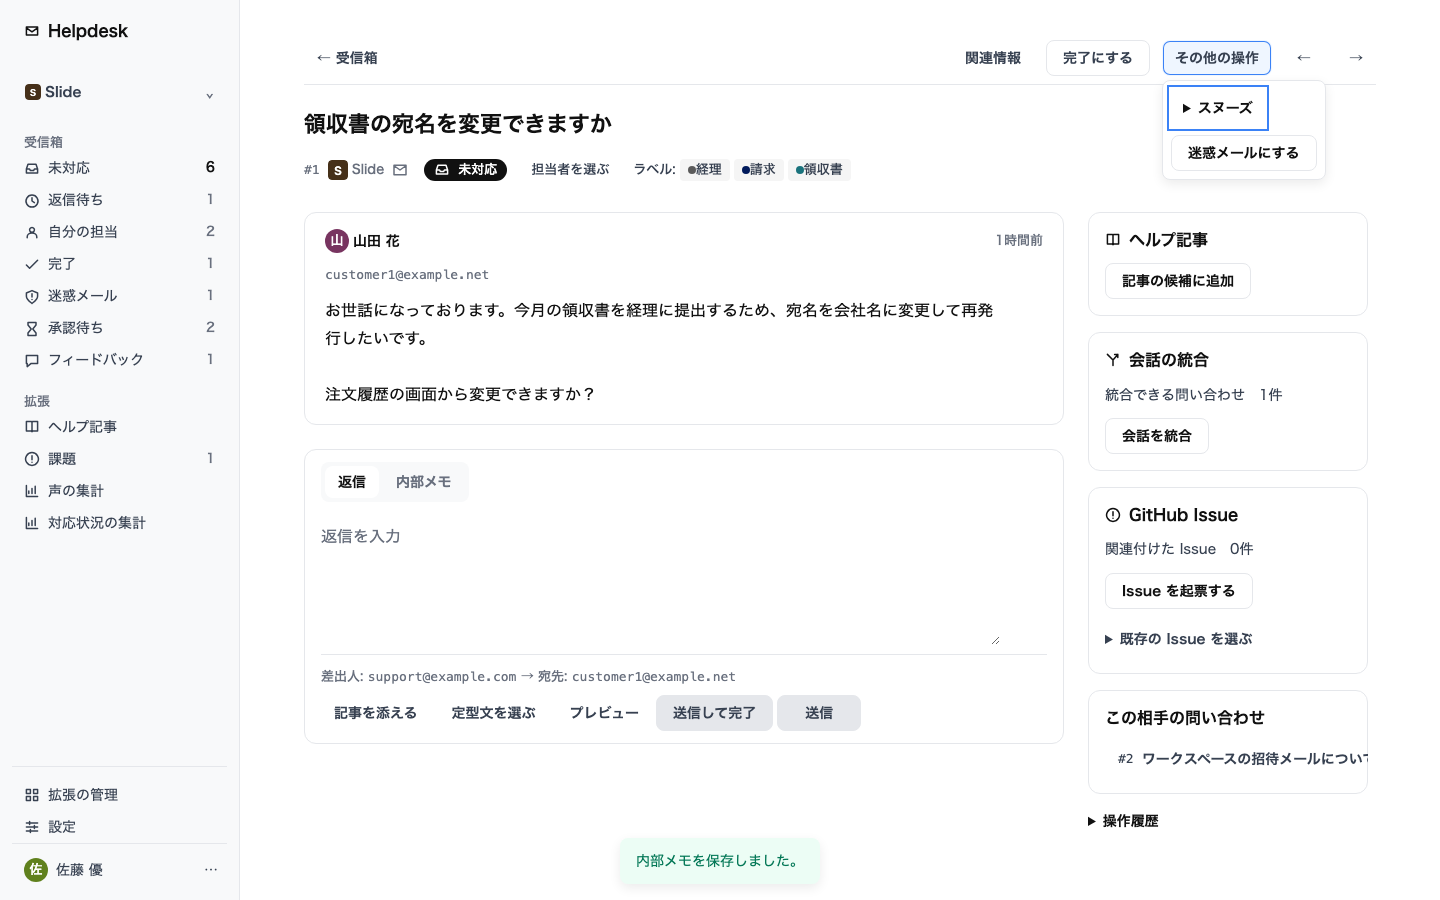 Helpdesk
S Slide
受信箱
未対応 6
返信待ち 1
自分の担当 2
完了 1
迷惑メール 1
承認待ち 2
フィードバック 1
拡張
ヘルプ記事
課題 1
声の集計
対応状況の集計
拡張の管理
設定
佐 佐藤 優 ...
← 受信箱
関連情報 完了にする その他の操作 ← →
▶ スヌーズ
迷惑メールにする
領収書の宛名を変更できますか
#1 S Slide 未対応 担当者を選ぶ ラベル: 経理 請求 領収書
山 山田 花 1時間前
customer1@example.net
お世話になっております。今月の領収書を経理に提出するため、宛名を会社名に変更して再発
行したいです。
注文履歴の画面から変更できますか？
返信 内部メモ
返信を入力
差出人: support@example.com → 宛先: customer1@example.net
記事を添える 定型文を選ぶ プレビュー 送信して完了 送信
ヘルプ記事
記事の候補に追加
会話の統合
統合できる問い合わせ 1件
会話を統合
GitHub Issue
関連付けた Issue 0件
Issue を起票する
▶ 既存の Issue を選ぶ
この相手の問い合わせ
#2 ワークスペースの招待メールについて
▶ 操作履歴
内部メモを保存しました。